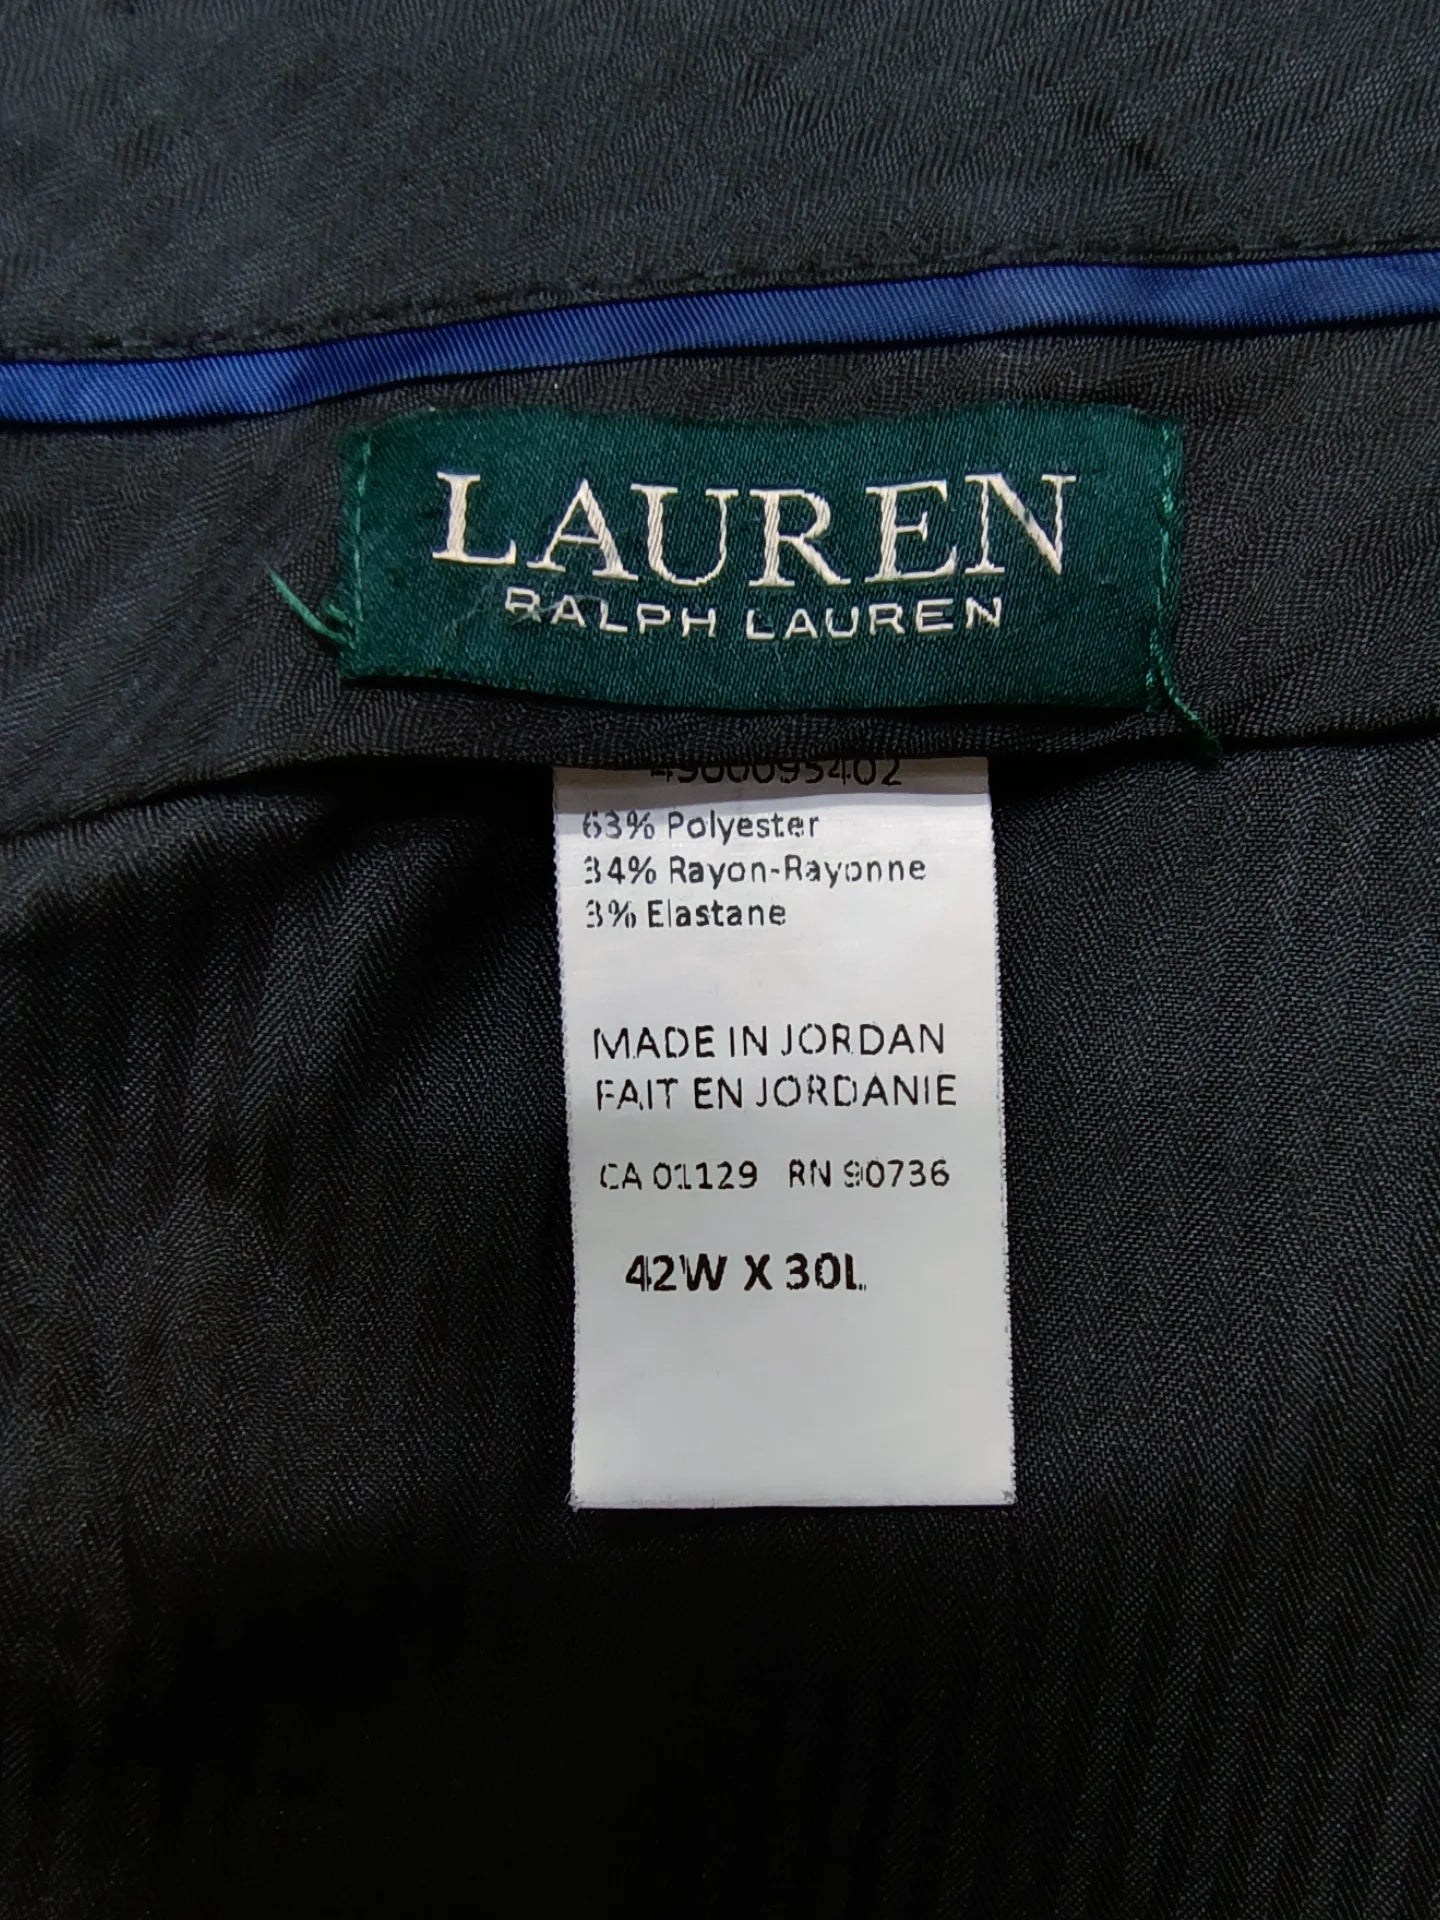 LAUREN
RALPH LAUREN
4500095402
63% Polyester
34% Rayon-Rayonne
3% Elastane
MADE IN JORDAN
FAIT EN JORDANIE
CA 01129 RN 90736
42W X 30L